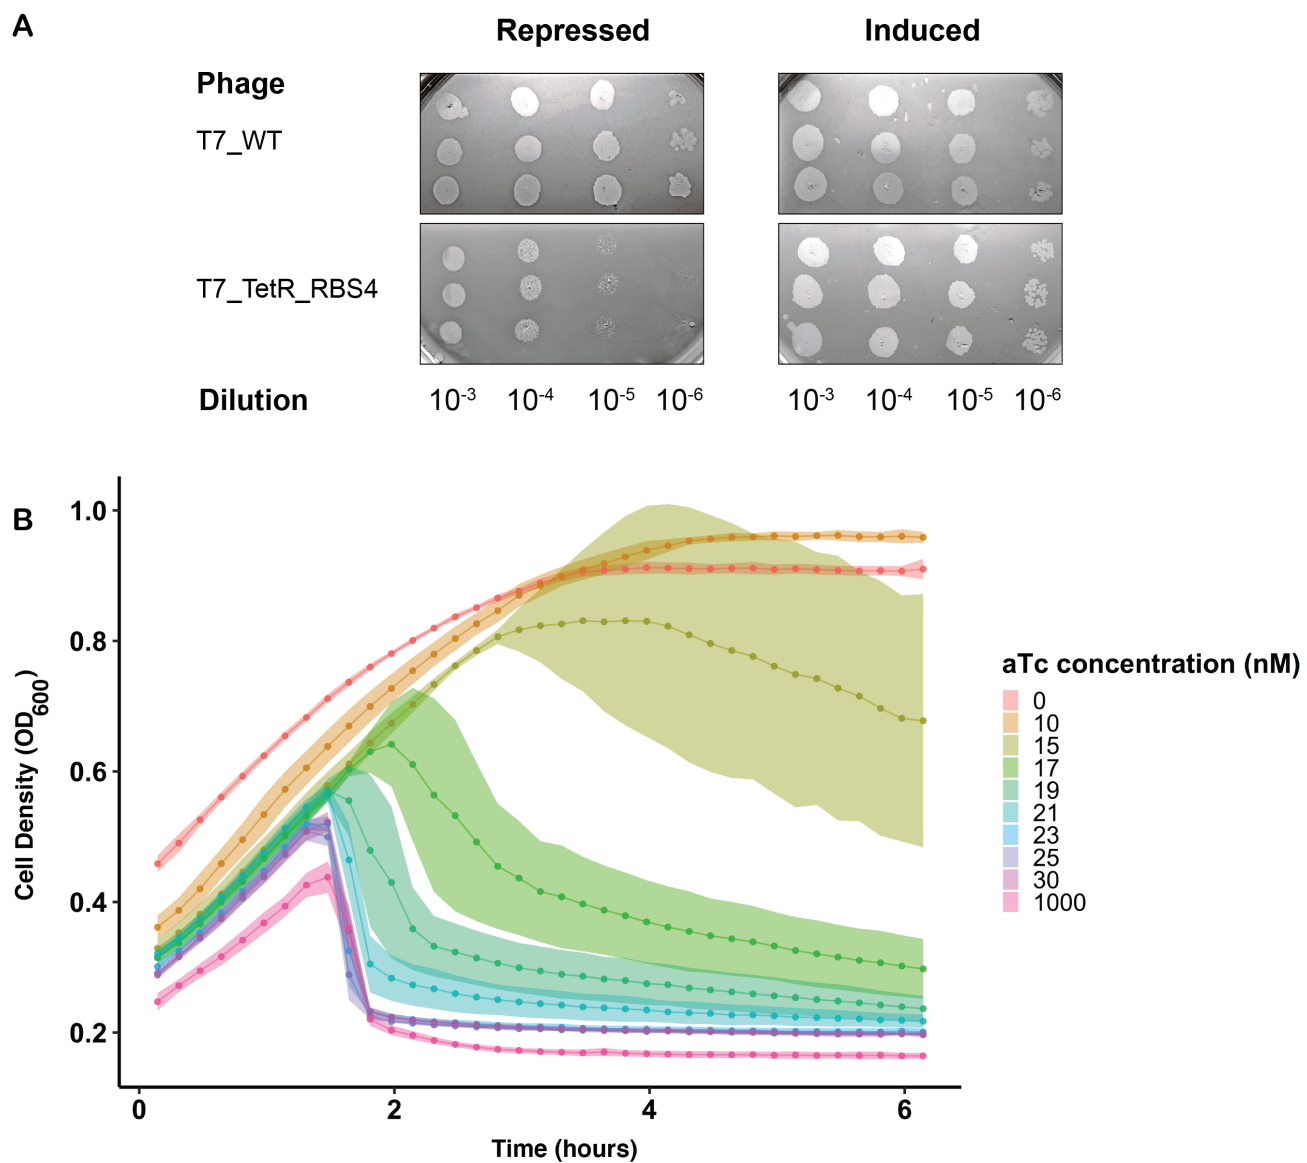 A
Repressed Induced
Phage
T7_WT
T7_TetR_RBS4
Dilution 10-3 10-4 10-5 10-6 10-3 10-4 10-5 10-6
B
1.0
0.8
0.6
0.4
0.2
Cell Density (OD600)
0 2 4 6
Time (hours)
aTc concentration (nM)
0
10
15
17
19
21
23
25
30
1000